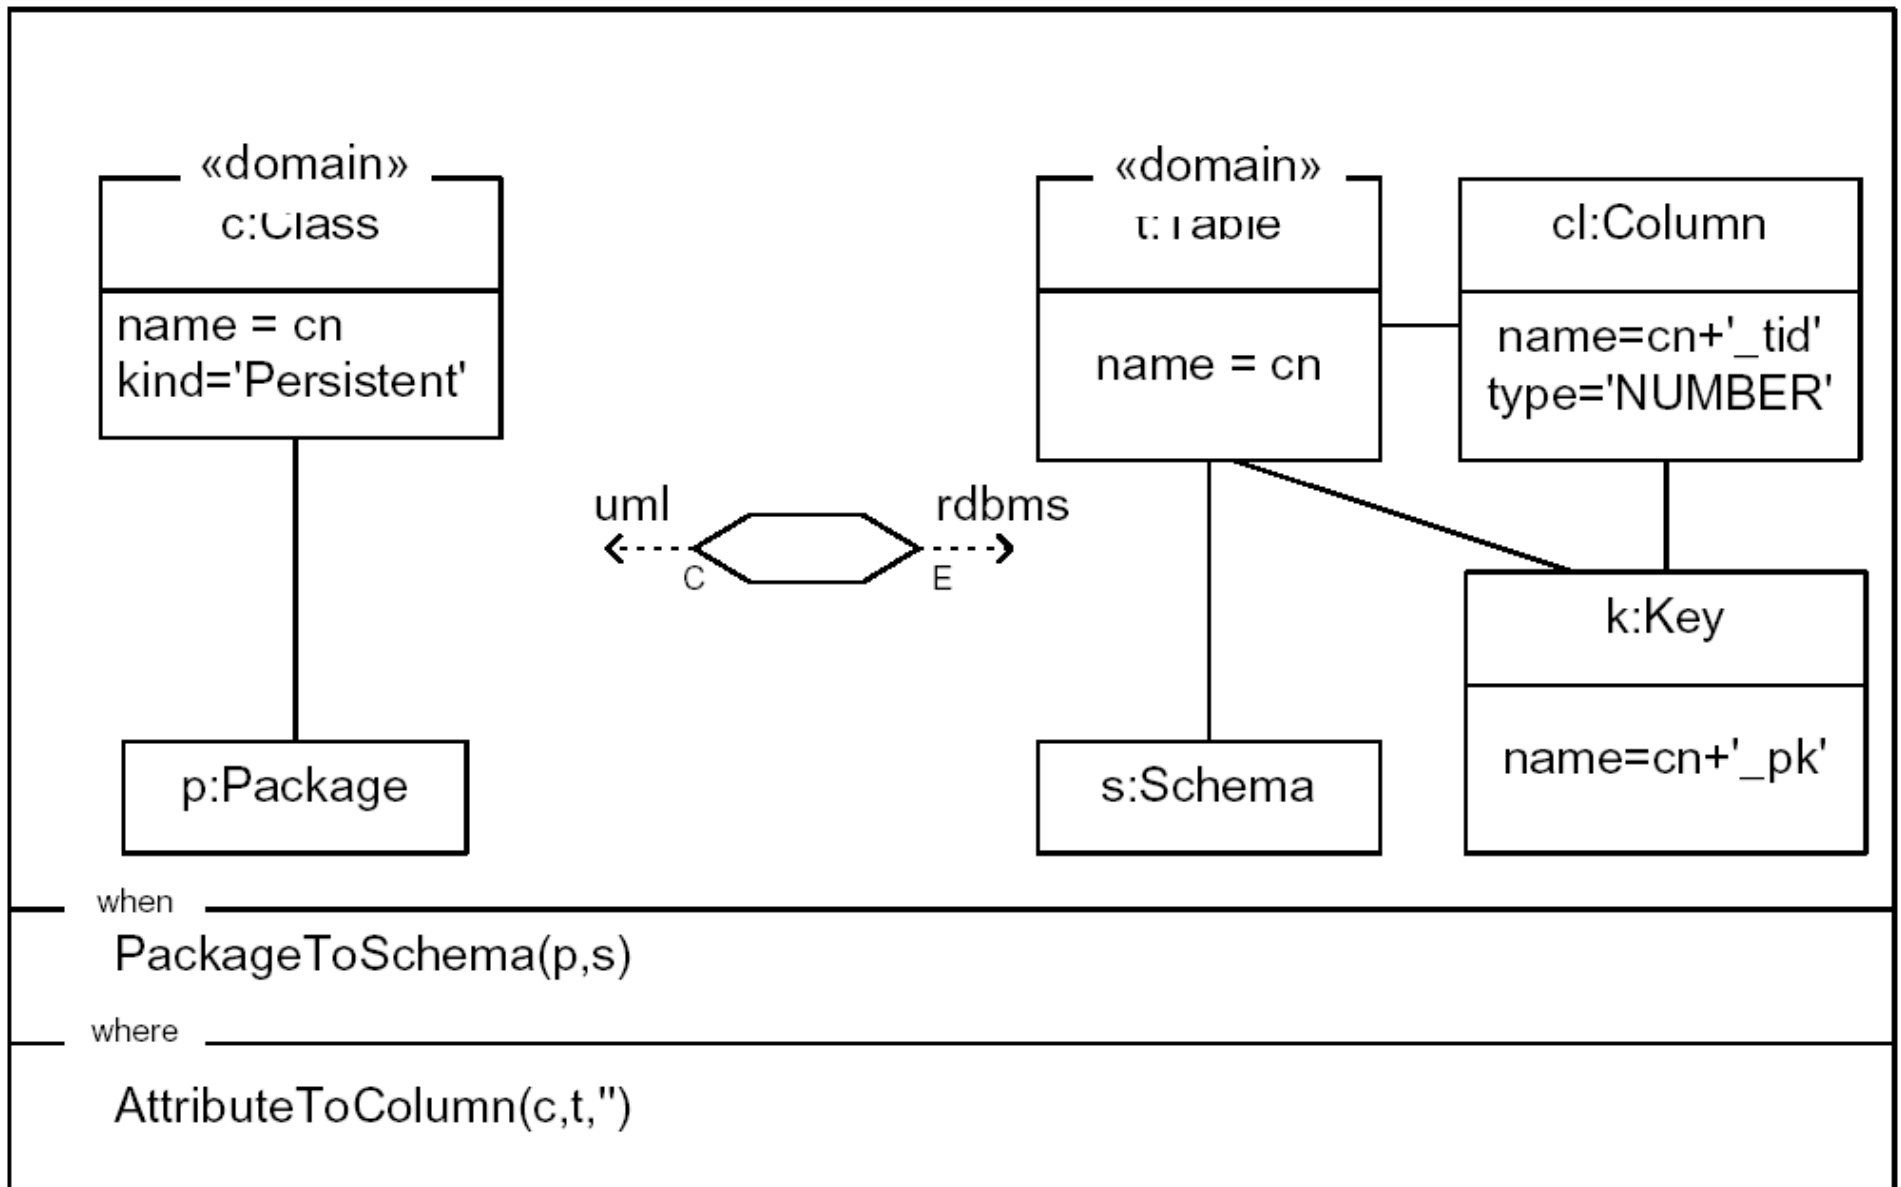 «domain»
c:Class
name = cn
kind='Persistent'
p:Package
uml
C
rdbms
E
«domain»
t:Table
name = cn
cl:Column
name=cn+'_tid'
type='NUMBER'
s:Schema
k:Key
name=cn+'_pk'
when
PackageToSchema(p,s)
where
AttributeToColumn(c,t,'')